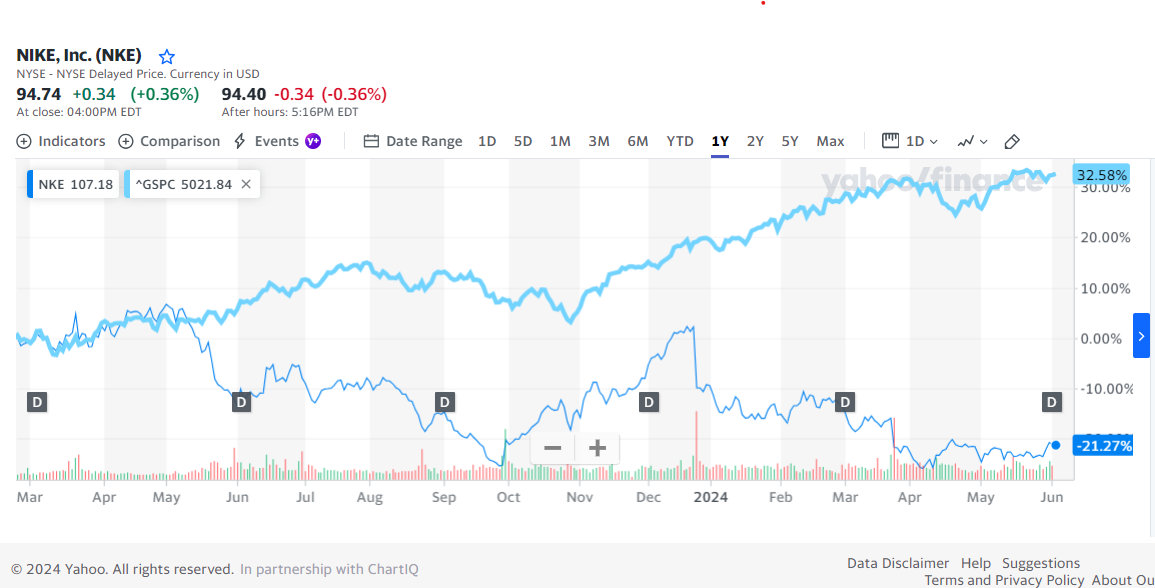 NIKE, Inc. (NKE)
NYSE - NYSE Delayed Price. Currency in USD
94.74 +0.34 (+0.36%) 94.40 -0.34 (-0.36%)
At close: 04:00PM EDT After hours: 5:16PM EDT
Indicators Comparison Events Y+ Date Range 1D 5D 1M 3M 6M YTD 1Y 2Y 5Y Max 1D
yahoo/finance
NKE 107.18 ^GSPC 5021.84
32.58%
30.00%
20.00%
10.00%
0.00%
-10.00%
D D D D D D
-21.27%
Mar Apr May Jun Jul Aug Sep Oct Nov Dec 2024 Feb Mar Apr May Jun
© 2024 Yahoo. All rights reserved. In partnership with ChartIQ
Data Disclaimer Help Suggestions
Terms and Privacy Policy About Ou